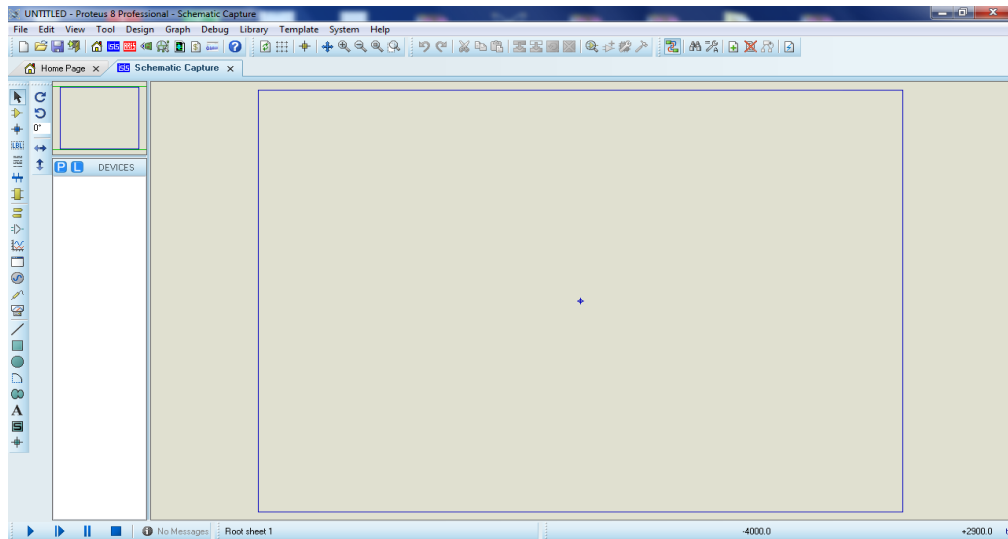 UNTITLED - Proteus 8 Professional - Schematic Capture
File Edit View Tool Design Graph Debug Library Template System Help
Home Page Schematic Capture
0°
LBL
P L DEVICES
A
S
No Messages Root sheet 1 -4000.0 +2900.0